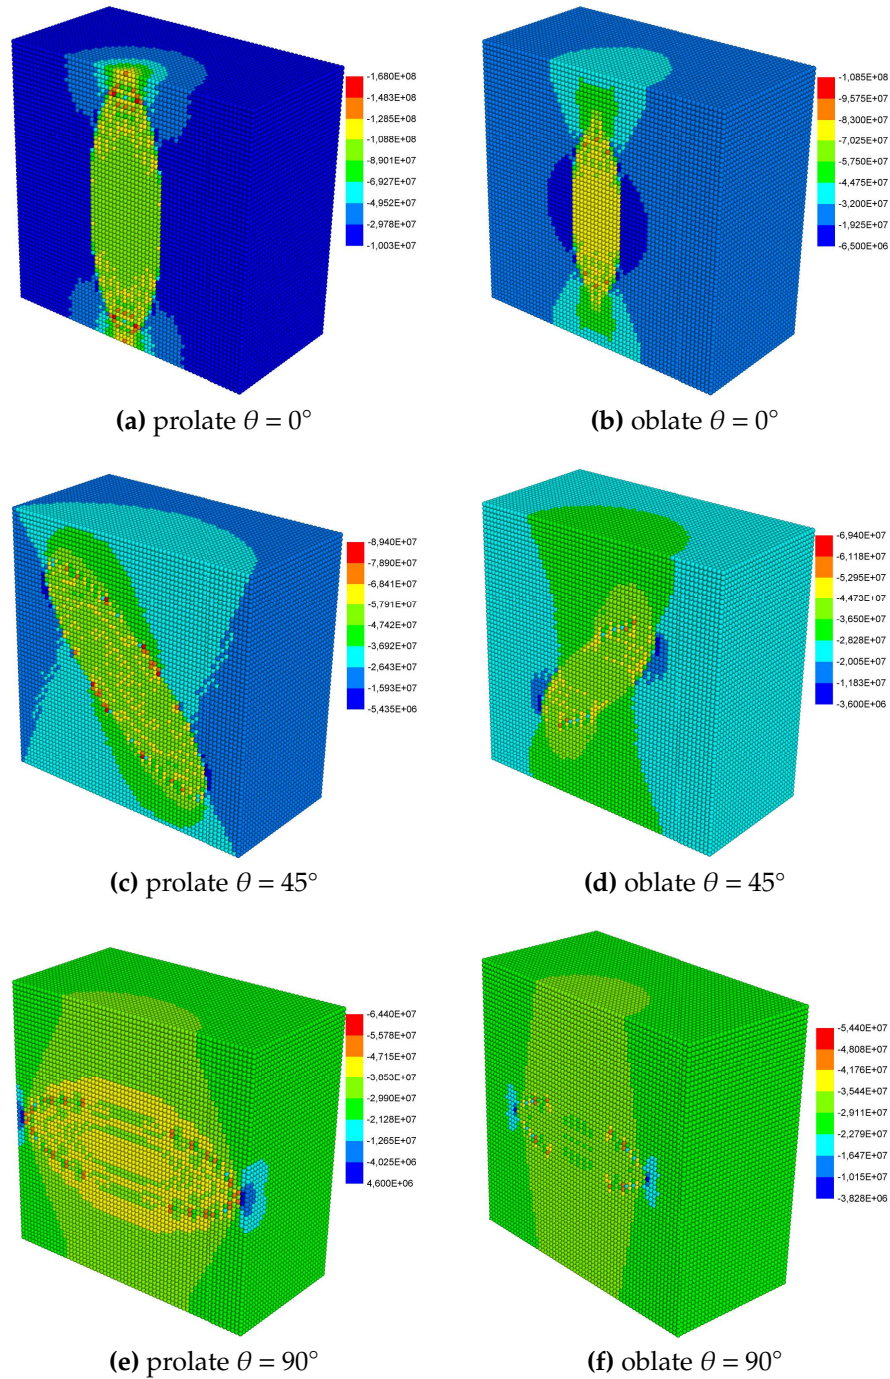 -1,680E+08
-1.483E+08
-1.285E+08
-1.088E+08
-8,901E+07
-6,927E+07
-4,952E+07
-2,978E+07
-1,003E+07
-1,085E+08
-9,575E+07
-8,300E+07
-7,025E+07
-5,750E+07
-4,475E+07
-3,200E+07
-1,925E+07
-6,500E+06
(a) prolate θ = 0°
(b) oblate θ = 0°
-8,940E+07
-7,890E+07
-6,841E+07
-5,791E+07
-4,742E+07
-3,692E+07
-2,643E+07
-1,593E+07
-5,435E+06
-6,940E+07
-6,118E+07
-5,295E+07
-4,473E+07
-3,650E+07
-2,828E+07
-2,005E+07
-1,183E+07
-3,600E+06
(c) prolate θ = 45°
(d) oblate θ = 45°
-6,440E+07
-5,578E+07
-4,715E+07
-3,853E+07
-2,990E+07
-2,128E+07
-1,265E+07
-4,025E+06
4,600E+06
-5,440E+07
-4,808E+07
-4,176E+07
-3,544E+07
-2,911E+07
-2,279E+07
-1,647E+07
-1,015E+07
-3,828E+06
(e) prolate θ = 90°
(f) oblate θ = 90°